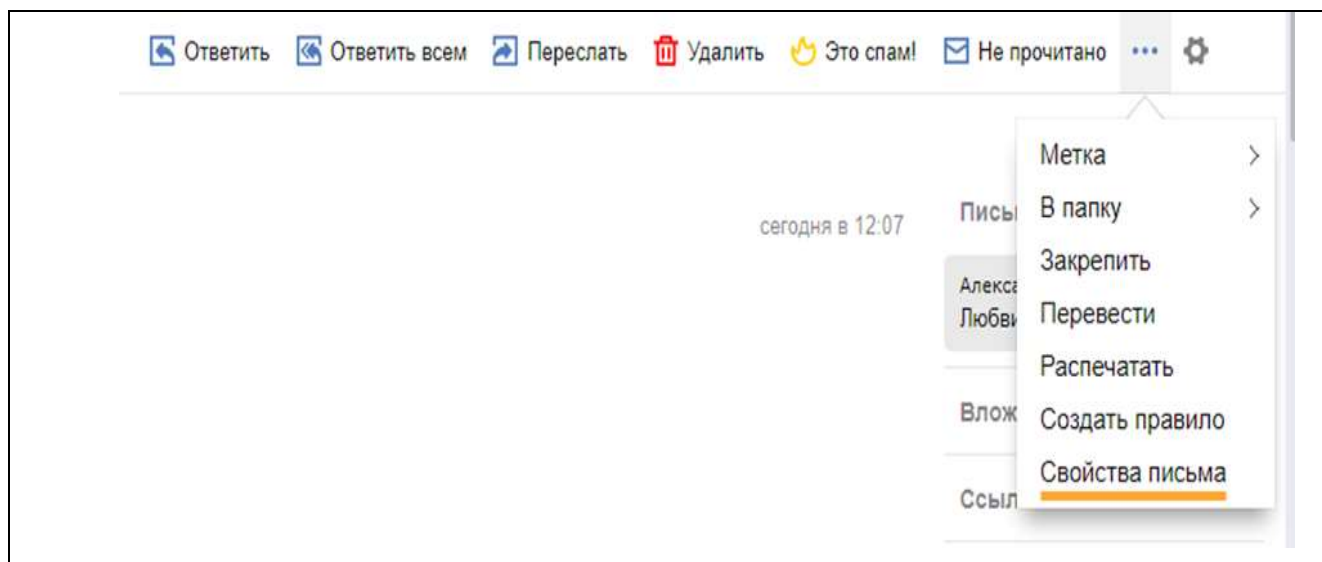 Ответить Ответить всем Переслать Удалить Это спам! Не прочитано
Метка
сегодня в 12:07
В папку
Закрепить
Перевести
Распечатать
Создать правило
Свойства письма